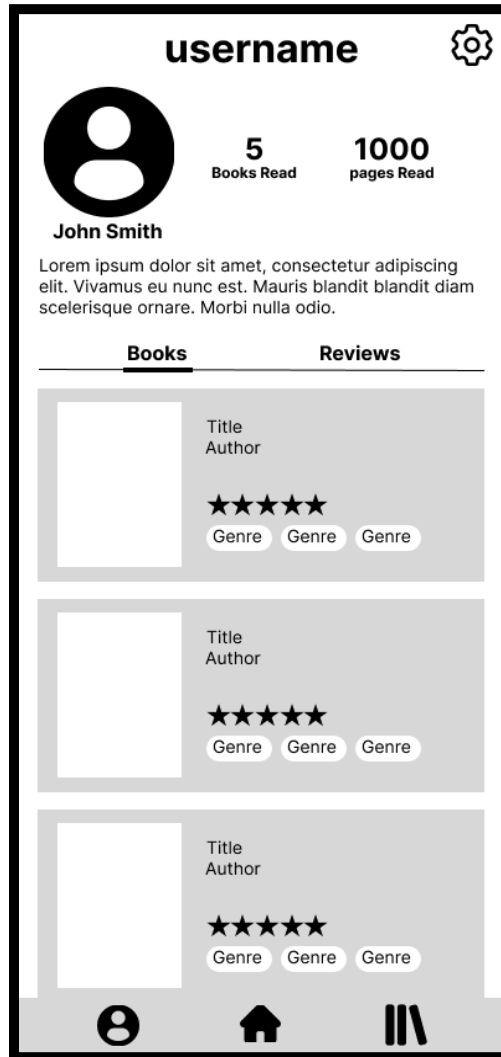 username
5
Books Read
1000
pages Read
John Smith
Lorem ipsum dolor sit amet, consectetur adipiscing
elit. Vivamus eu nunc est. Mauris blandit blandit diam
scelerisque ornare. Morbi nulla odio.
Books
Reviews
Title
Author
★★★★★
Genre Genre Genre
Title
Author
★★★★★
Genre Genre Genre
Title
Author
★★★★★
Genre Genre Genre